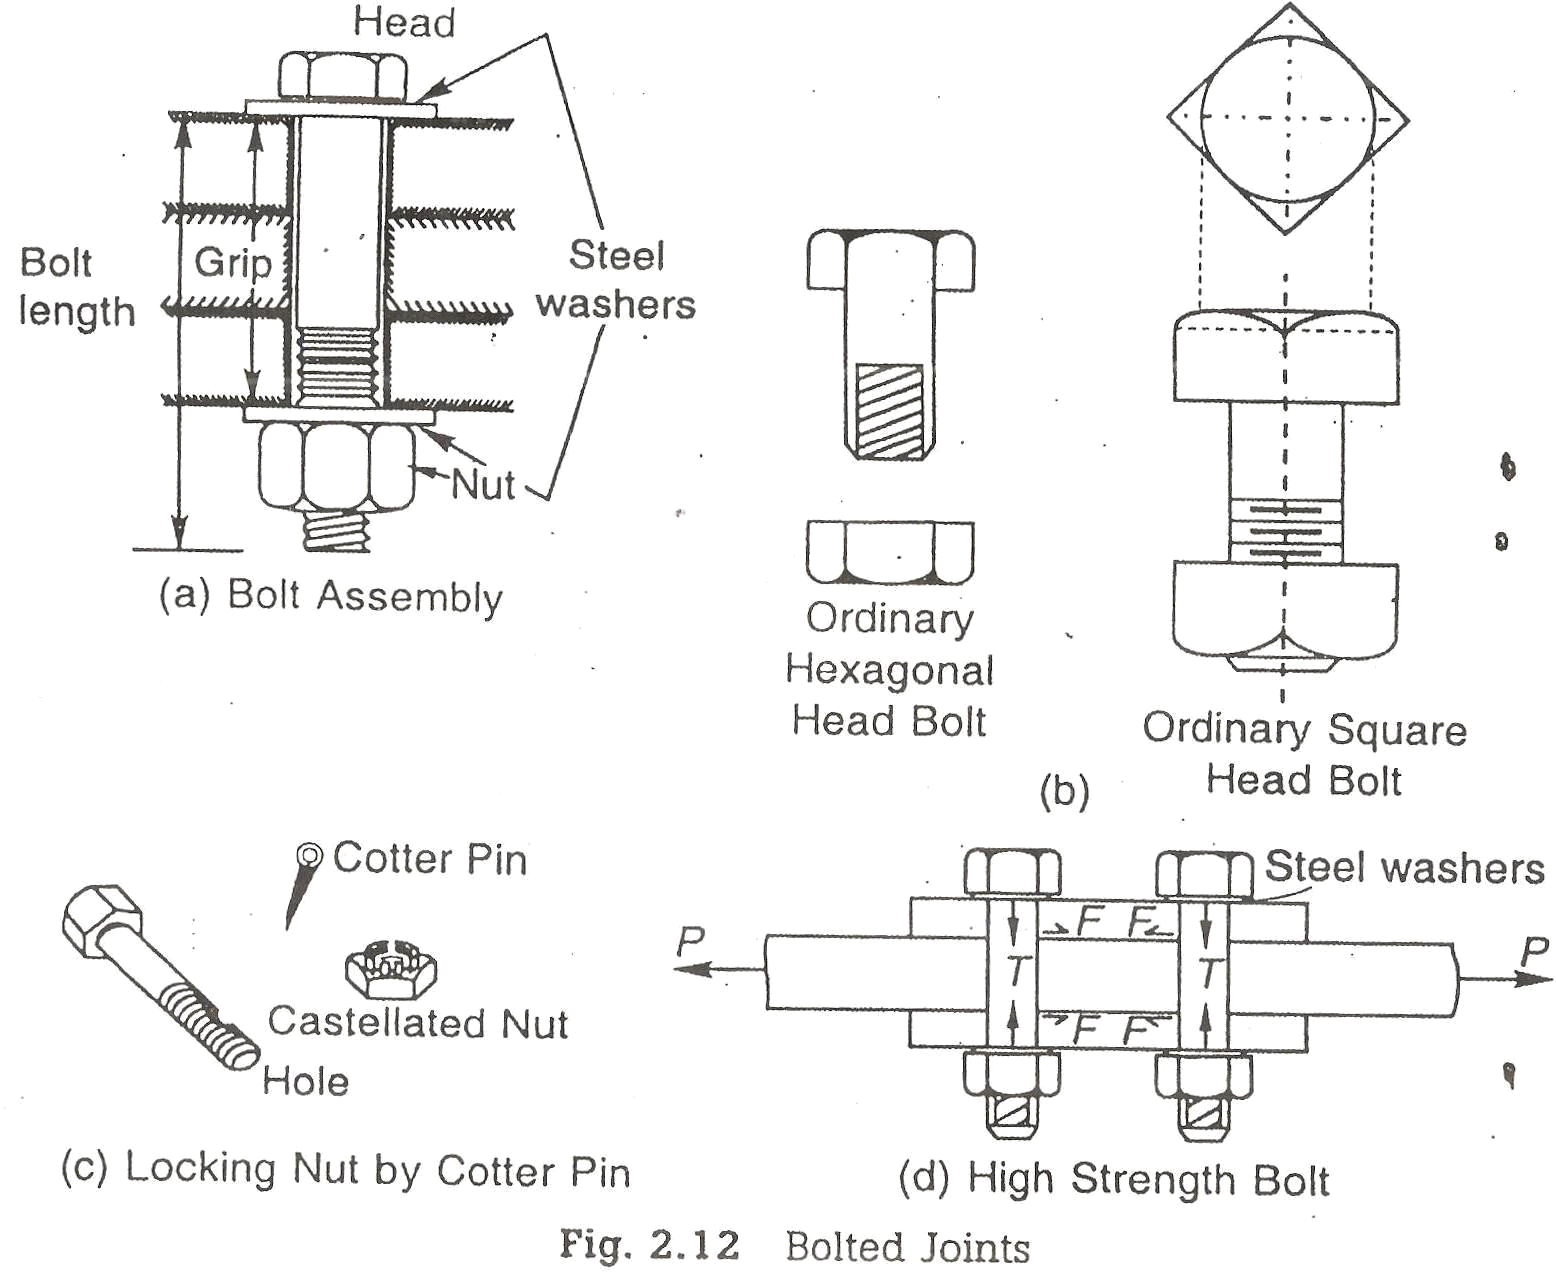 Head
Bolt
length
Grip
Steel
washers
Nut
(a) Bolt Assembly
Ordinary
Hexagonal
Head Bolt
Ordinary Square
Head Bolt
(b)
Cotter Pin
Castellated Nut
Hole
(c) Locking Nut by Cotter Pin
Steel washers
P
F F
T
T
P
F F
(d) High Strength Bolt
Fig. 2.12 Bolted Joints